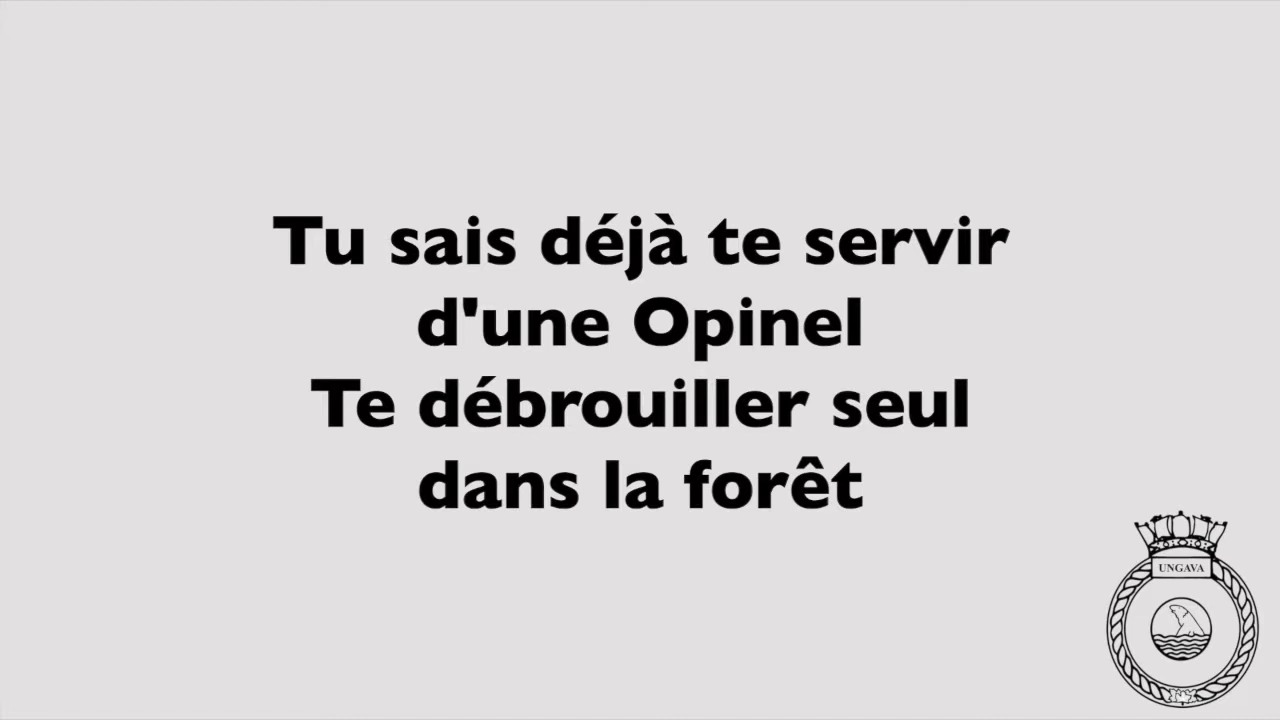 Tu sais déjà te servir
d'une Opinel
Te débrouiller seul
dans la forêt
UNGAVA